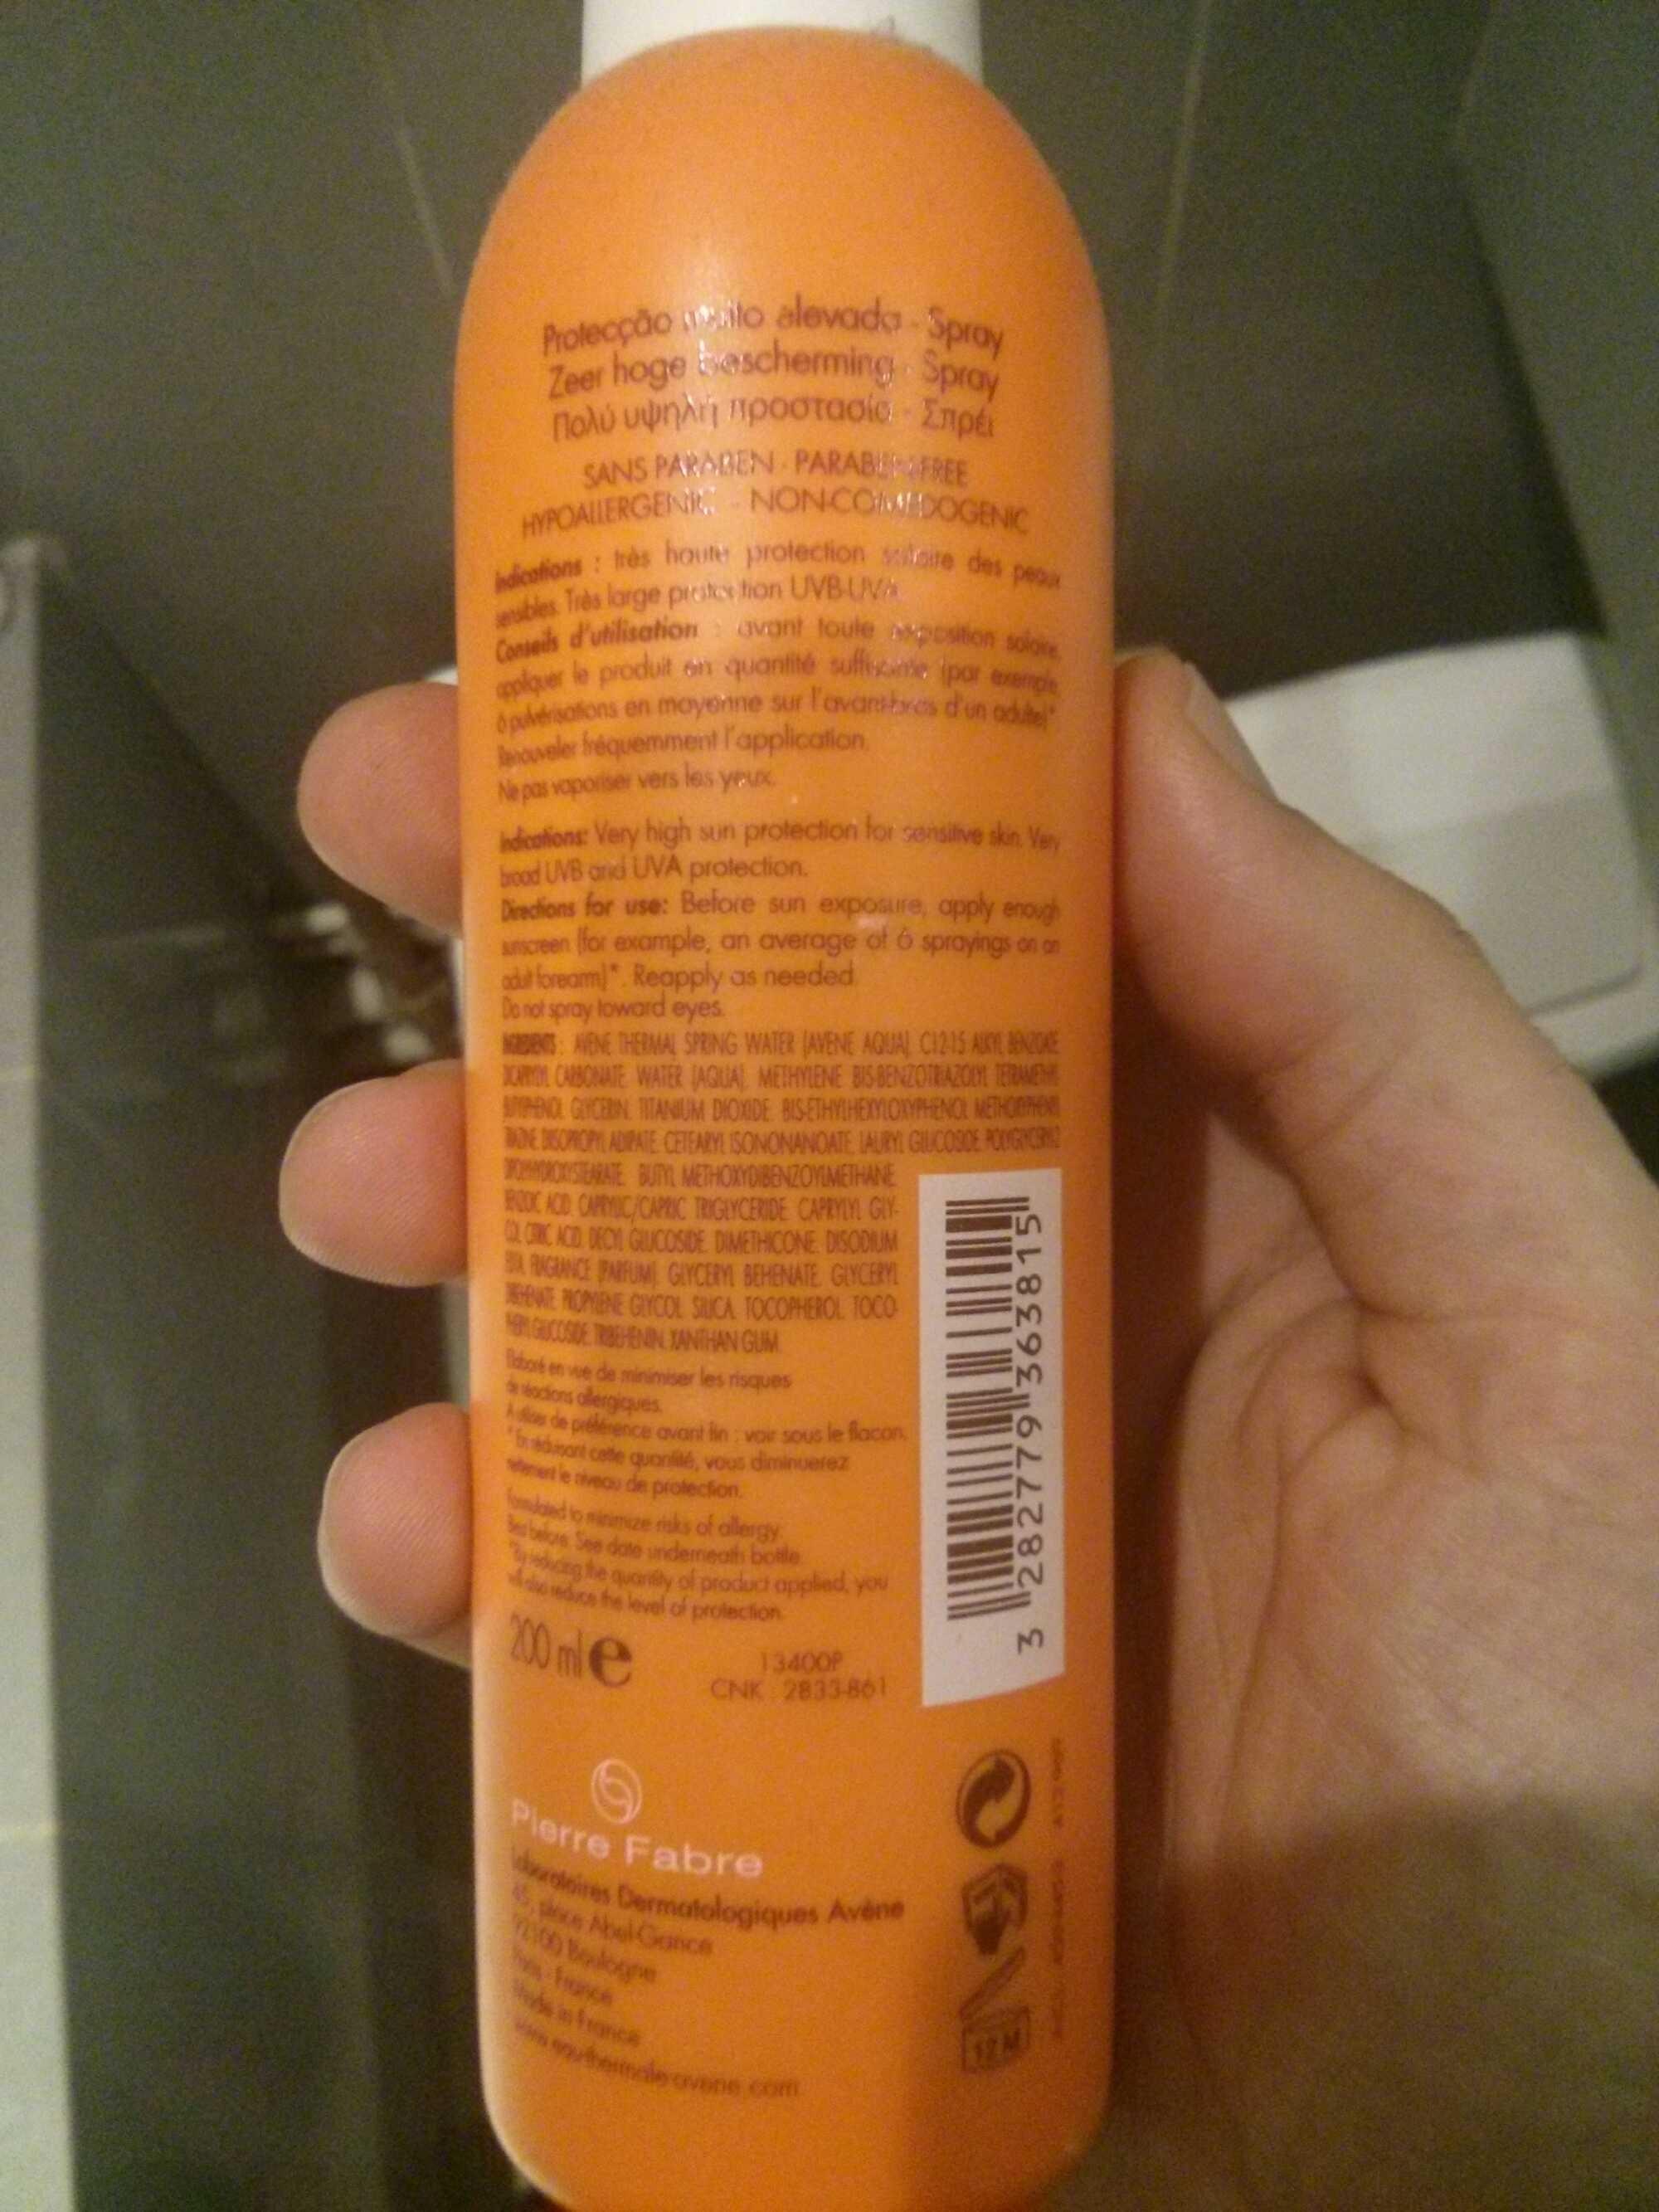 Protecção muito elevada - Spray
Zeer hoge bescherming - Spray
Πολύ υψηλή προστασία - Σπρέι
SANS PARABEN - PARABEN-FREE
HYPOALLERGENIC - NON-COMEDOGENIC
Indications : très haute protection solaire des peaux
sensibles. Très large protection UVB-UVA
Conseils d'utilisation : avant toute exposition solaire,
appliquer le produit en quantité suffisante (par exemple,
6 pulvérisations en moyenne sur l'avant-bras d'un adulte)*
Renouveler fréquemment l'application.
Ne pas vaporiser vers les yeux.
Indications: Very high sun protection for sensitive skin. Very
broad UVB and UVA protection.
Directions for use: Before sun exposure, apply enough
sunscreen (for example, an average of 6 sprayings on an
adult forearm)*. Reapply as needed.
Do not spray toward eyes.
INGREDIENTS : AVENE THERMAL SPRING WATER (AVENE AQUA). C12-15 ALKYL BENZOATE.
DICAPRYLYL CARBONATE. WATER (AQUA). METHYLENE BIS-BENZOTRIAZOLYL TETRAMETHYL
BUTYLPHENOL. GLYCERIN. TITANIUM DIOXIDE. BIS-ETHYLHEXYLOXYPHENOL METHOXYPHENYL
TRIAZINE. DIISOPROPYL ADIPATE. CETEARYL ISONONANOATE. LAURYL GLUCOSIDE. POLYGLYCERYL-2
DIPOLYHYDROXYSTEARATE. BUTYL METHOXYDIBENZOYLMETHANE.
BENZOIC ACID. CAPRYLIC/CAPRIC TRIGLYCERIDE. CAPRYLYL GLY-
COL. CITRIC ACID. DECYL GLUCOSIDE. DIMETHICONE. DISODIUM
EDTA. FRAGRANCE (PARFUM). GLYCERYL BEHENATE. GLYCERYL
DIBEHENATE. PROPYLENE GLYCOL. SILICA. TOCOPHEROL. TOCO-
PHERYL GLUCOSIDE. TRIBEHENIN. XANTHAN GUM.
Elaboré en vue de minimiser les risques
de réactions allergiques.
A utiliser de préférence avant fin : voir sous le flacon.
*En réduisant cette quantité, vous diminuerez
nettement le niveau de protection.
Formulated to minimize risks of allergy.
Best before: See date underneath bottle.
*By reducing the quantity of product applied, you
will also reduce the level of protection.
200 ml e
13400P
CNK : 2833-861
3 282779 363815
Pierre Fabre
Laboratoires Dermatologiques Avène
45, place Abel-Gance
92100 Boulogne
Paris - France
Made in France
www.eauthermale-avene.com
12 M